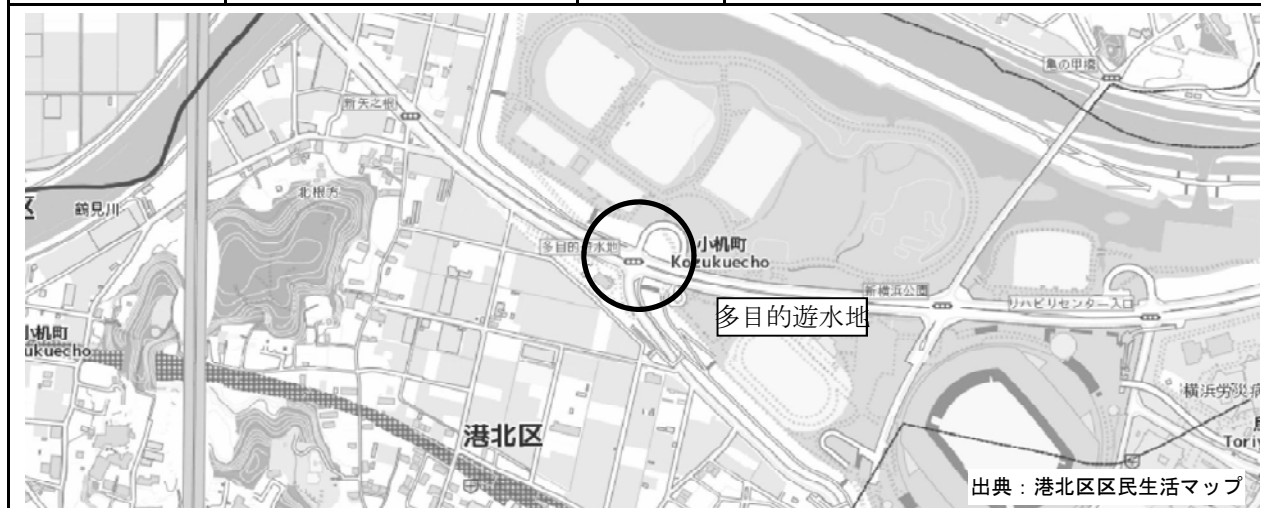 亀の甲橋
新矢之根
北根方
区
鶴見川
多目的遊水地
小机町
Kozukuecho
新横浜公園
リハビリセンター入口
多目的遊水地
小机町
ukuecho
横浜労災病
港北区
Toriy
出典：港北区区民生活マップ